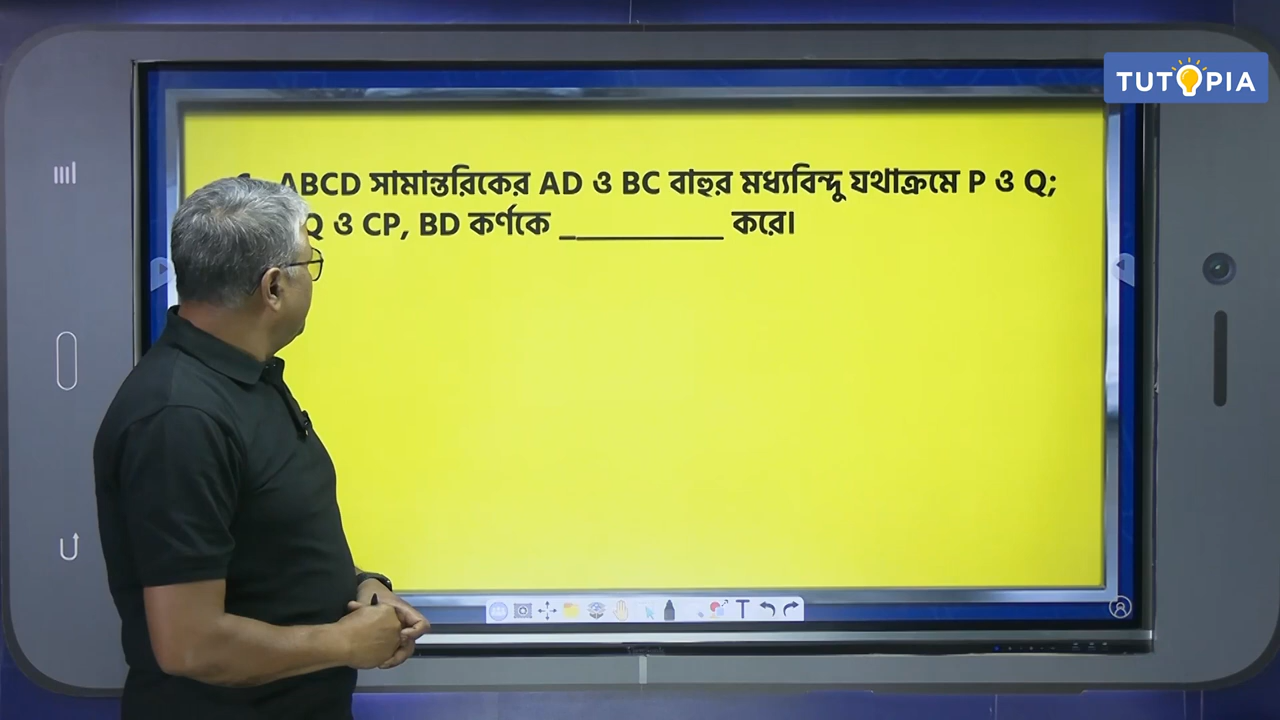 TUTOPIA
ABCD সামান্তরিকের AD ও BC বাহুর মধ্যবিন্দু যথাক্রমে P ও Q;
ও CP, BD কর্ণকে __________ করে।